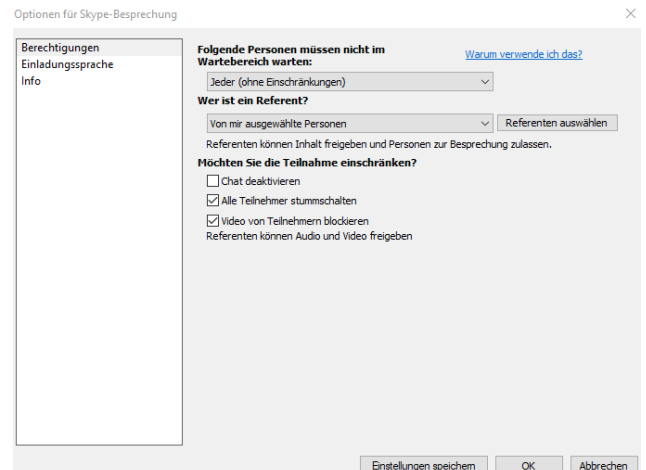 Optionen für Skype-Besprechung
Berechtigungen
Einladungssprache
Info
Folgende Personen müssen nicht im
Wartebereich warten:
Warum verwende ich das?
Jeder (ohne Einschränkungen)
Wer ist ein Referent?
Von mir ausgewählte Personen
Referenten auswählen
Referenten können Inhalt freigeben und Personen zur Besprechung zulassen.
Möchten Sie die Teilnahme einschränken?
Chat deaktivieren
Alle Teilnehmer stummschalten
Video von Teilnehmern blockieren
Referenten können Audio und Video freigeben
Einstellungen speichern
OK
Abbrechen